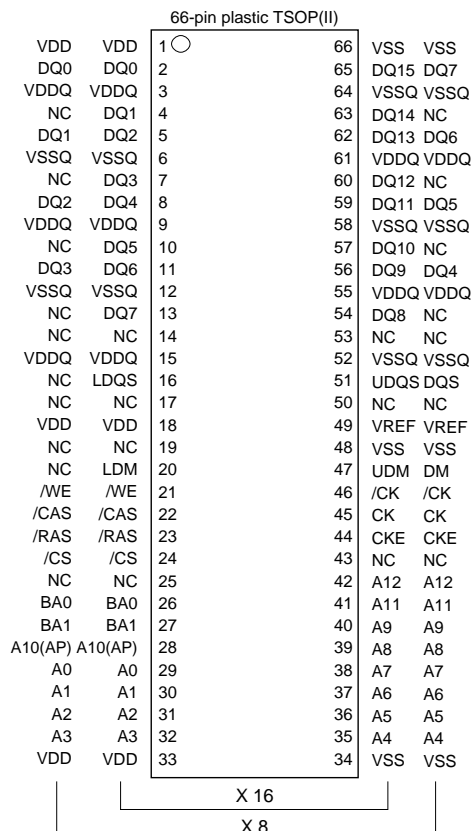 66-pin plastic TSOP(II)
VDD VDD 1 66 VSS VSS
DQ0 DQ0 2 65 DQ15 DQ7
VDDQ VDDQ 3 64 VSSQ VSSQ
NC DQ1 4 63 DQ14 NC
DQ1 DQ2 5 62 DQ13 DQ6
VSSQ VSSQ 6 61 VDDQ VDDQ
NC DQ3 7 60 DQ12 NC
DQ2 DQ4 8 59 DQ11 DQ5
VDDQ VDDQ 9 58 VSSQ VSSQ
NC DQ5 10 57 DQ10 NC
DQ3 DQ6 11 56 DQ9 DQ4
VSSQ VSSQ 12 55 VDDQ VDDQ
NC DQ7 13 54 DQ8 NC
NC NC 14 53 NC NC
VDDQ VDDQ 15 52 VSSQ VSSQ
NC LDQS 16 51 UDQS DQS
NC NC 17 50 NC NC
VDD VDD 18 49 VREF VREF
NC NC 19 48 VSS VSS
NC LDM 20 47 UDM DM
/WE /WE 21 46 /CK /CK
/CAS /CAS 22 45 CK CK
/RAS /RAS 23 44 CKE CKE
/CS /CS 24 43 NC NC
NC NC 25 42 A12 A12
BA0 BA0 26 41 A11 A11
BA1 BA1 27 40 A9 A9
A10(AP) A10(AP) 28 39 A8 A8
A0 A0 29 38 A7 A7
A1 A1 30 37 A6 A6
A2 A2 31 36 A5 A5
A3 A3 32 35 A4 A4
VDD VDD 33 34 VSS VSS
X 16
X 8